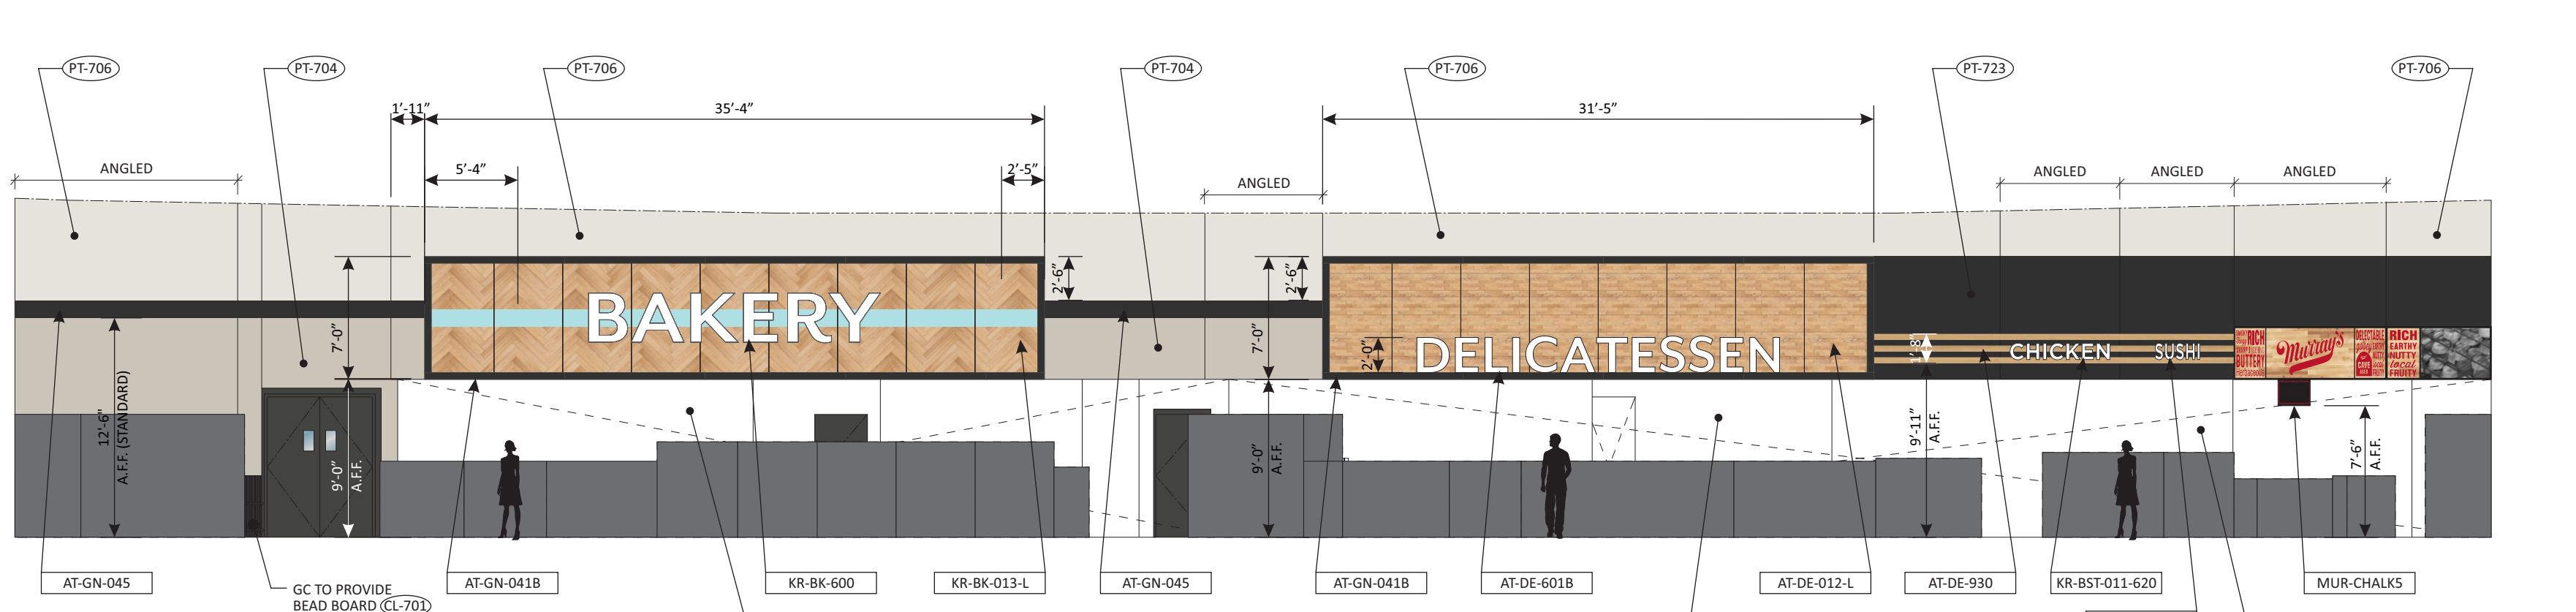 PT-706
PT-704
PT-706
PT-704
PT-706
PT-723
PT-706
1'-11"
35'-4"
31'-5"
ANGLED
5'-4"
2'-5"
ANGLED
ANGLED
ANGLED
ANGLED
7'-0"
2'-6"
7'-0"
2'-6"
BAKERY
2'-0"
DELICATESSEN
1'-8"
CHICKEN
SUSHI
RICH
BUTTERY
Murray's
DELECTABLE
CAVE
RICH
EARTHY
NUTTY
local
FRUITY
12'-6"
A.F.F. (STANDARD)
9'-0"
A.F.F.
9'-0"
A.F.F.
9'-11"
A.F.F.
7'-6"
A.F.F.
AT-GN-045
GC TO PROVIDE
BEAD BOARD CL-701
AT-GN-041B
KR-BK-600
KR-BK-013-L
AT-GN-045
AT-GN-041B
AT-DE-601B
AT-DE-012-L
AT-DE-930
KR-BST-011-620
MUR-CHALK5